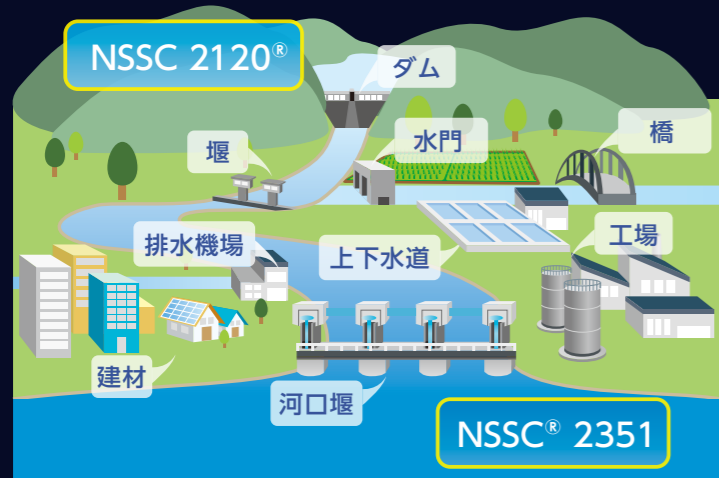 NSSC 2120®
ダム
堰
水門
橋
排水機場
上下水道
工場
建材
河口堰
NSSC® 2351